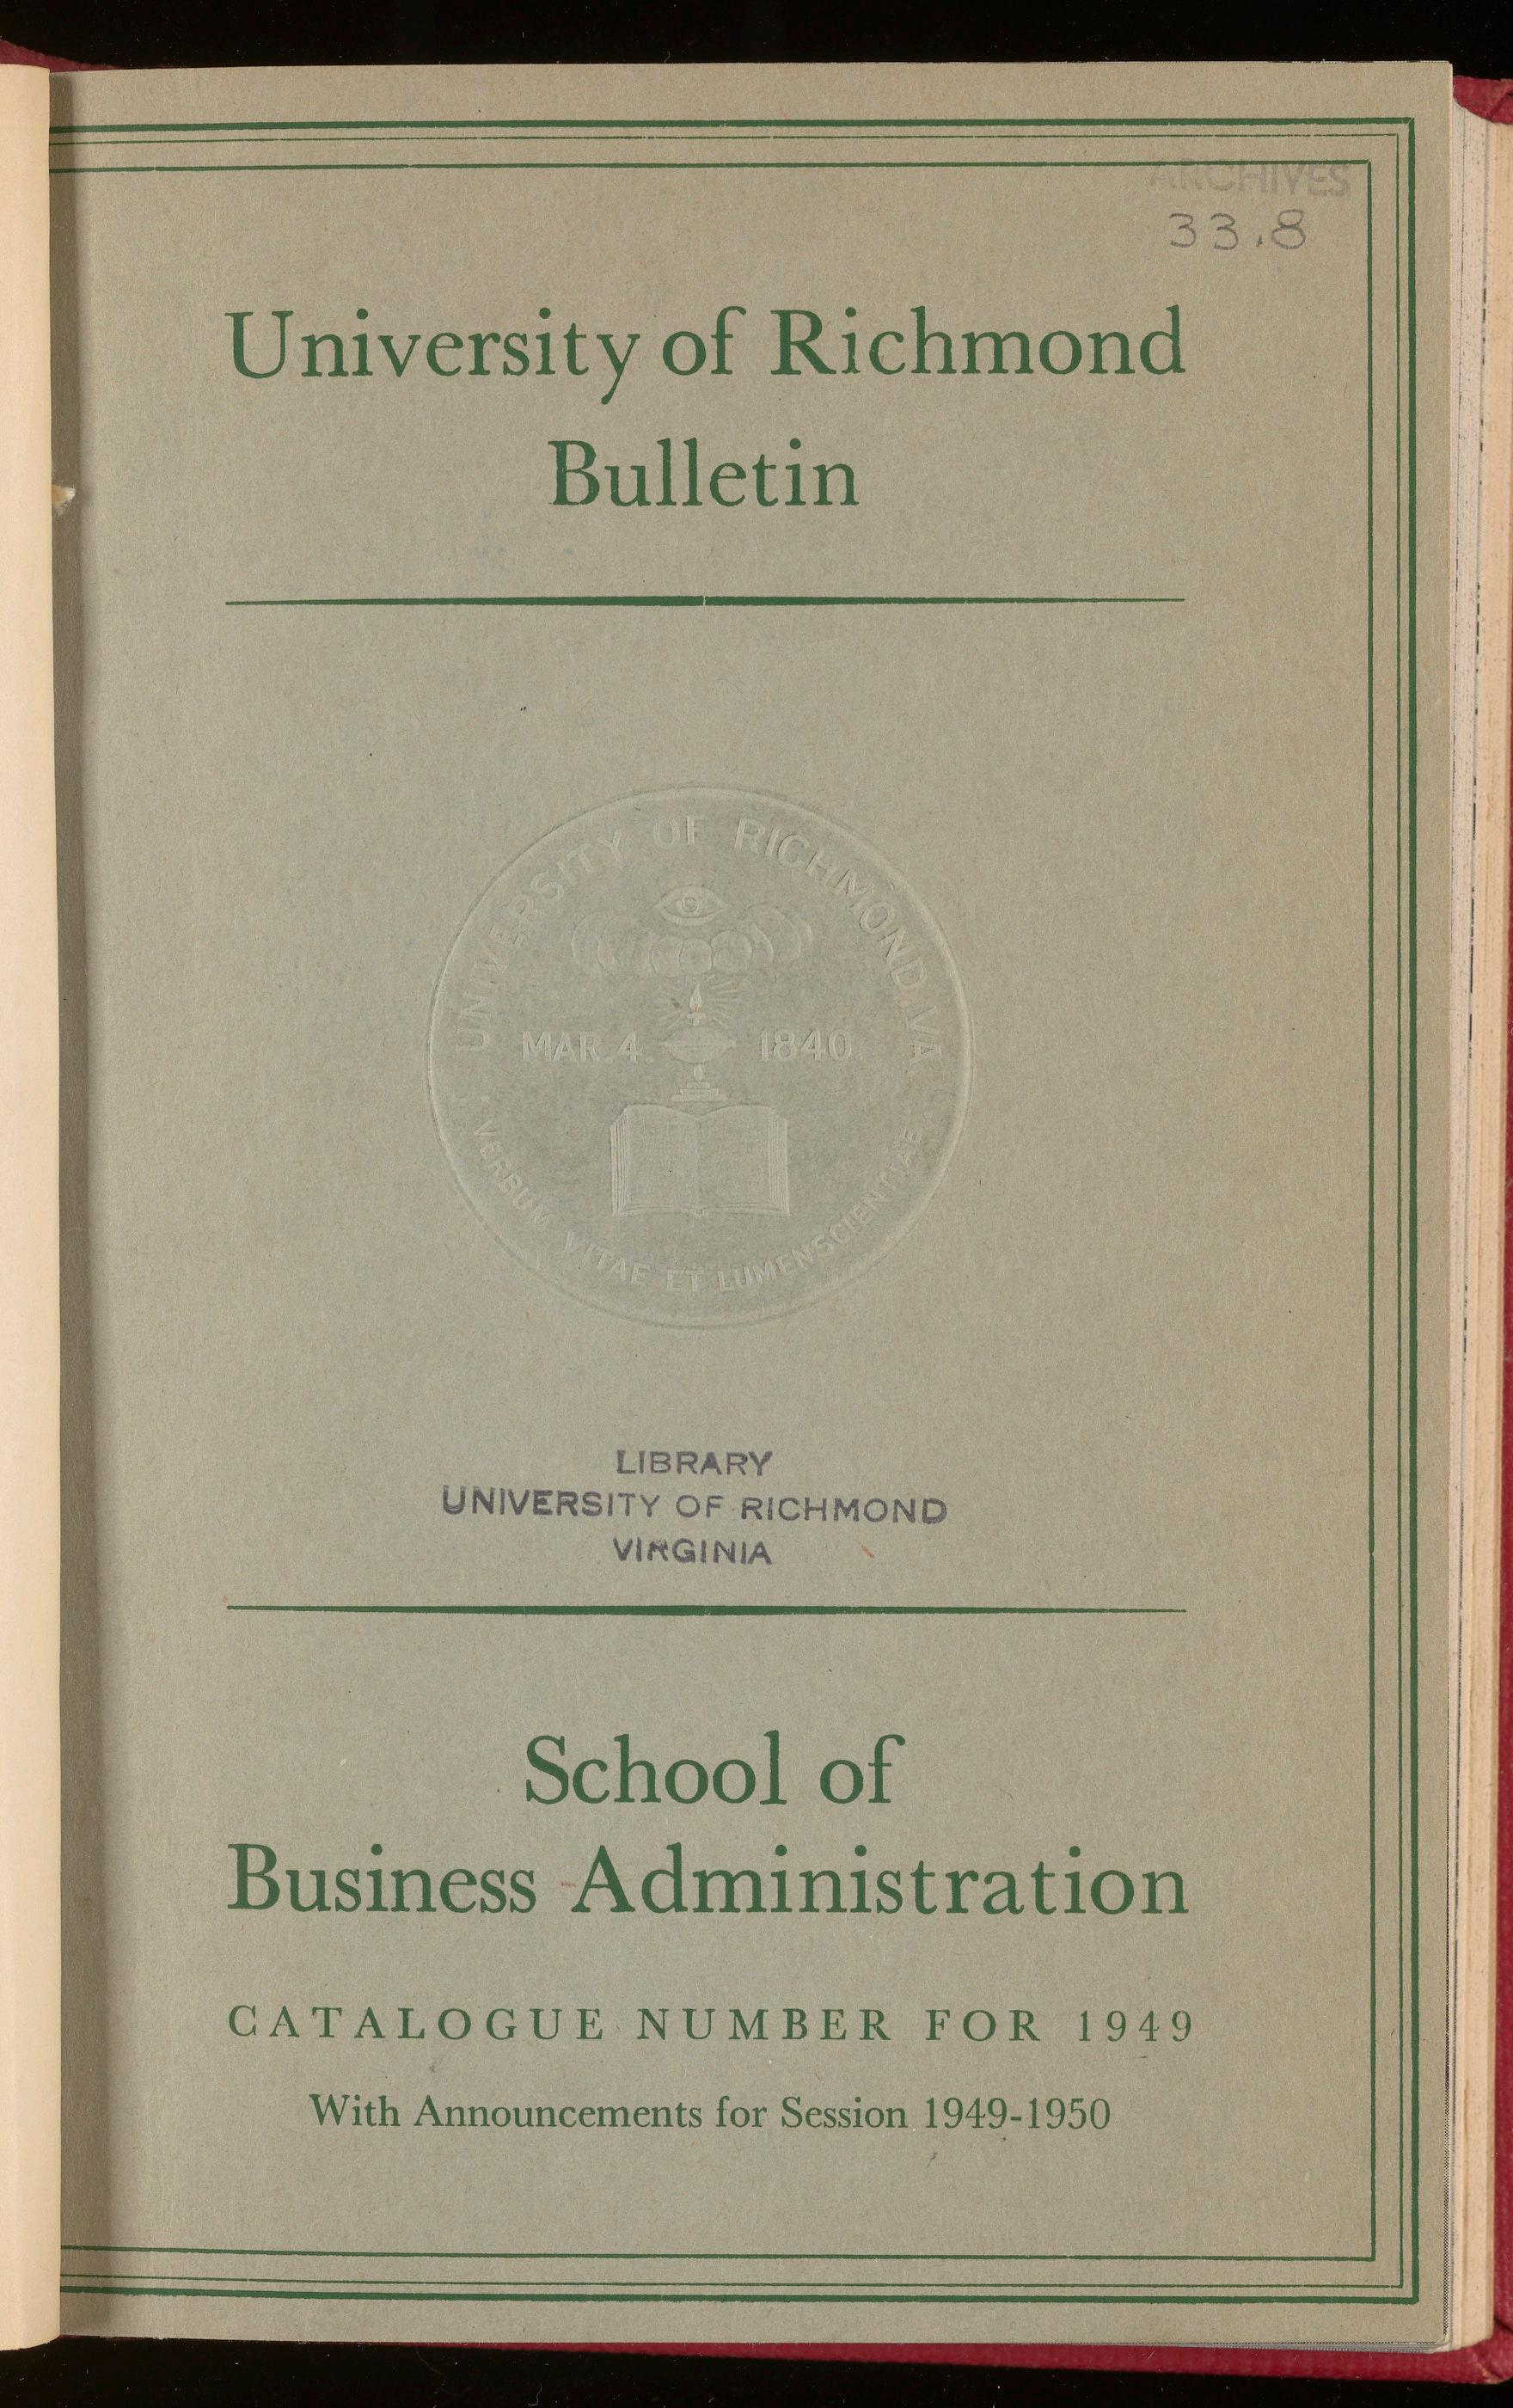 ARCHIVES
33.8
University of Richmond
Bulletin
UNIVERSITY OF RICHMOND, VA
MAR. 4 1840
VERBUM VITAE ET LUMEN SCIENTIAE
LIBRARY
UNIVERSITY OF RICHMOND
VIRGINIA
School of
Business Administration
CATALOGUE NUMBER FOR 1949
With Announcements for Session 1949-1950